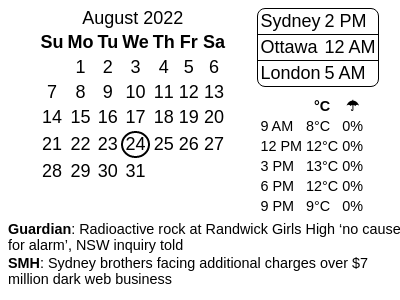 August 2022
Su Mo Tu We Th Fr Sa
1 2 3 4 5 6
7 8 9 10 11 12 13
14 15 16 17 18 19 20
21 22 23 24 25 26 27
28 29 30 31
Sydney 2 PM
Ottawa 12 AM
London 5 AM
°C ☂
9 AM 8°C 0%
12 PM 12°C 0%
3 PM 13°C 0%
6 PM 12°C 0%
9 PM 9°C 0%
Guardian: Radioactive rock at Randwick Girls High ‘no cause
for alarm’, NSW inquiry told
SMH: Sydney brothers facing additional charges over $7
million dark web business